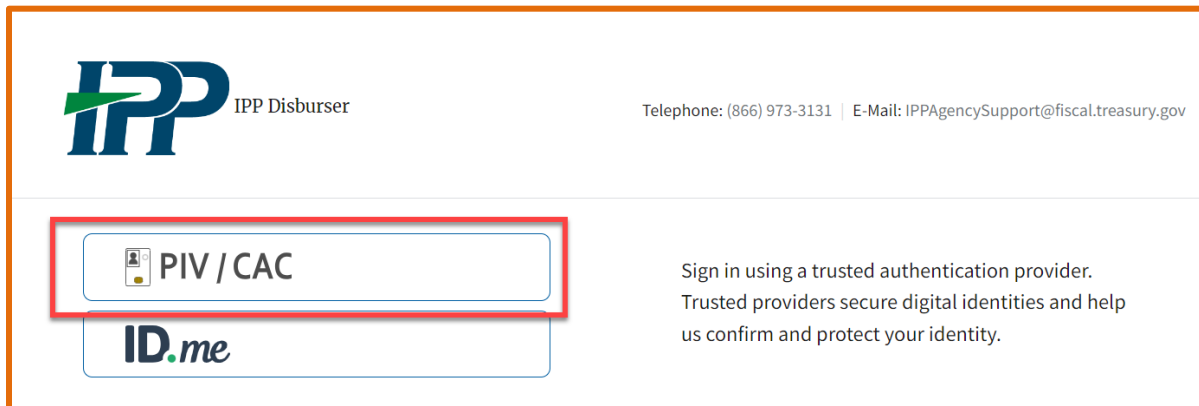 IPP
IPP Disburser
Telephone: (866) 973-3131 | E-Mail: IPPAgencySupport@fiscal.treasury.gov
PIV / CAC
ID.me
Sign in using a trusted authentication provider.
Trusted providers secure digital identities and help
us confirm and protect your identity.